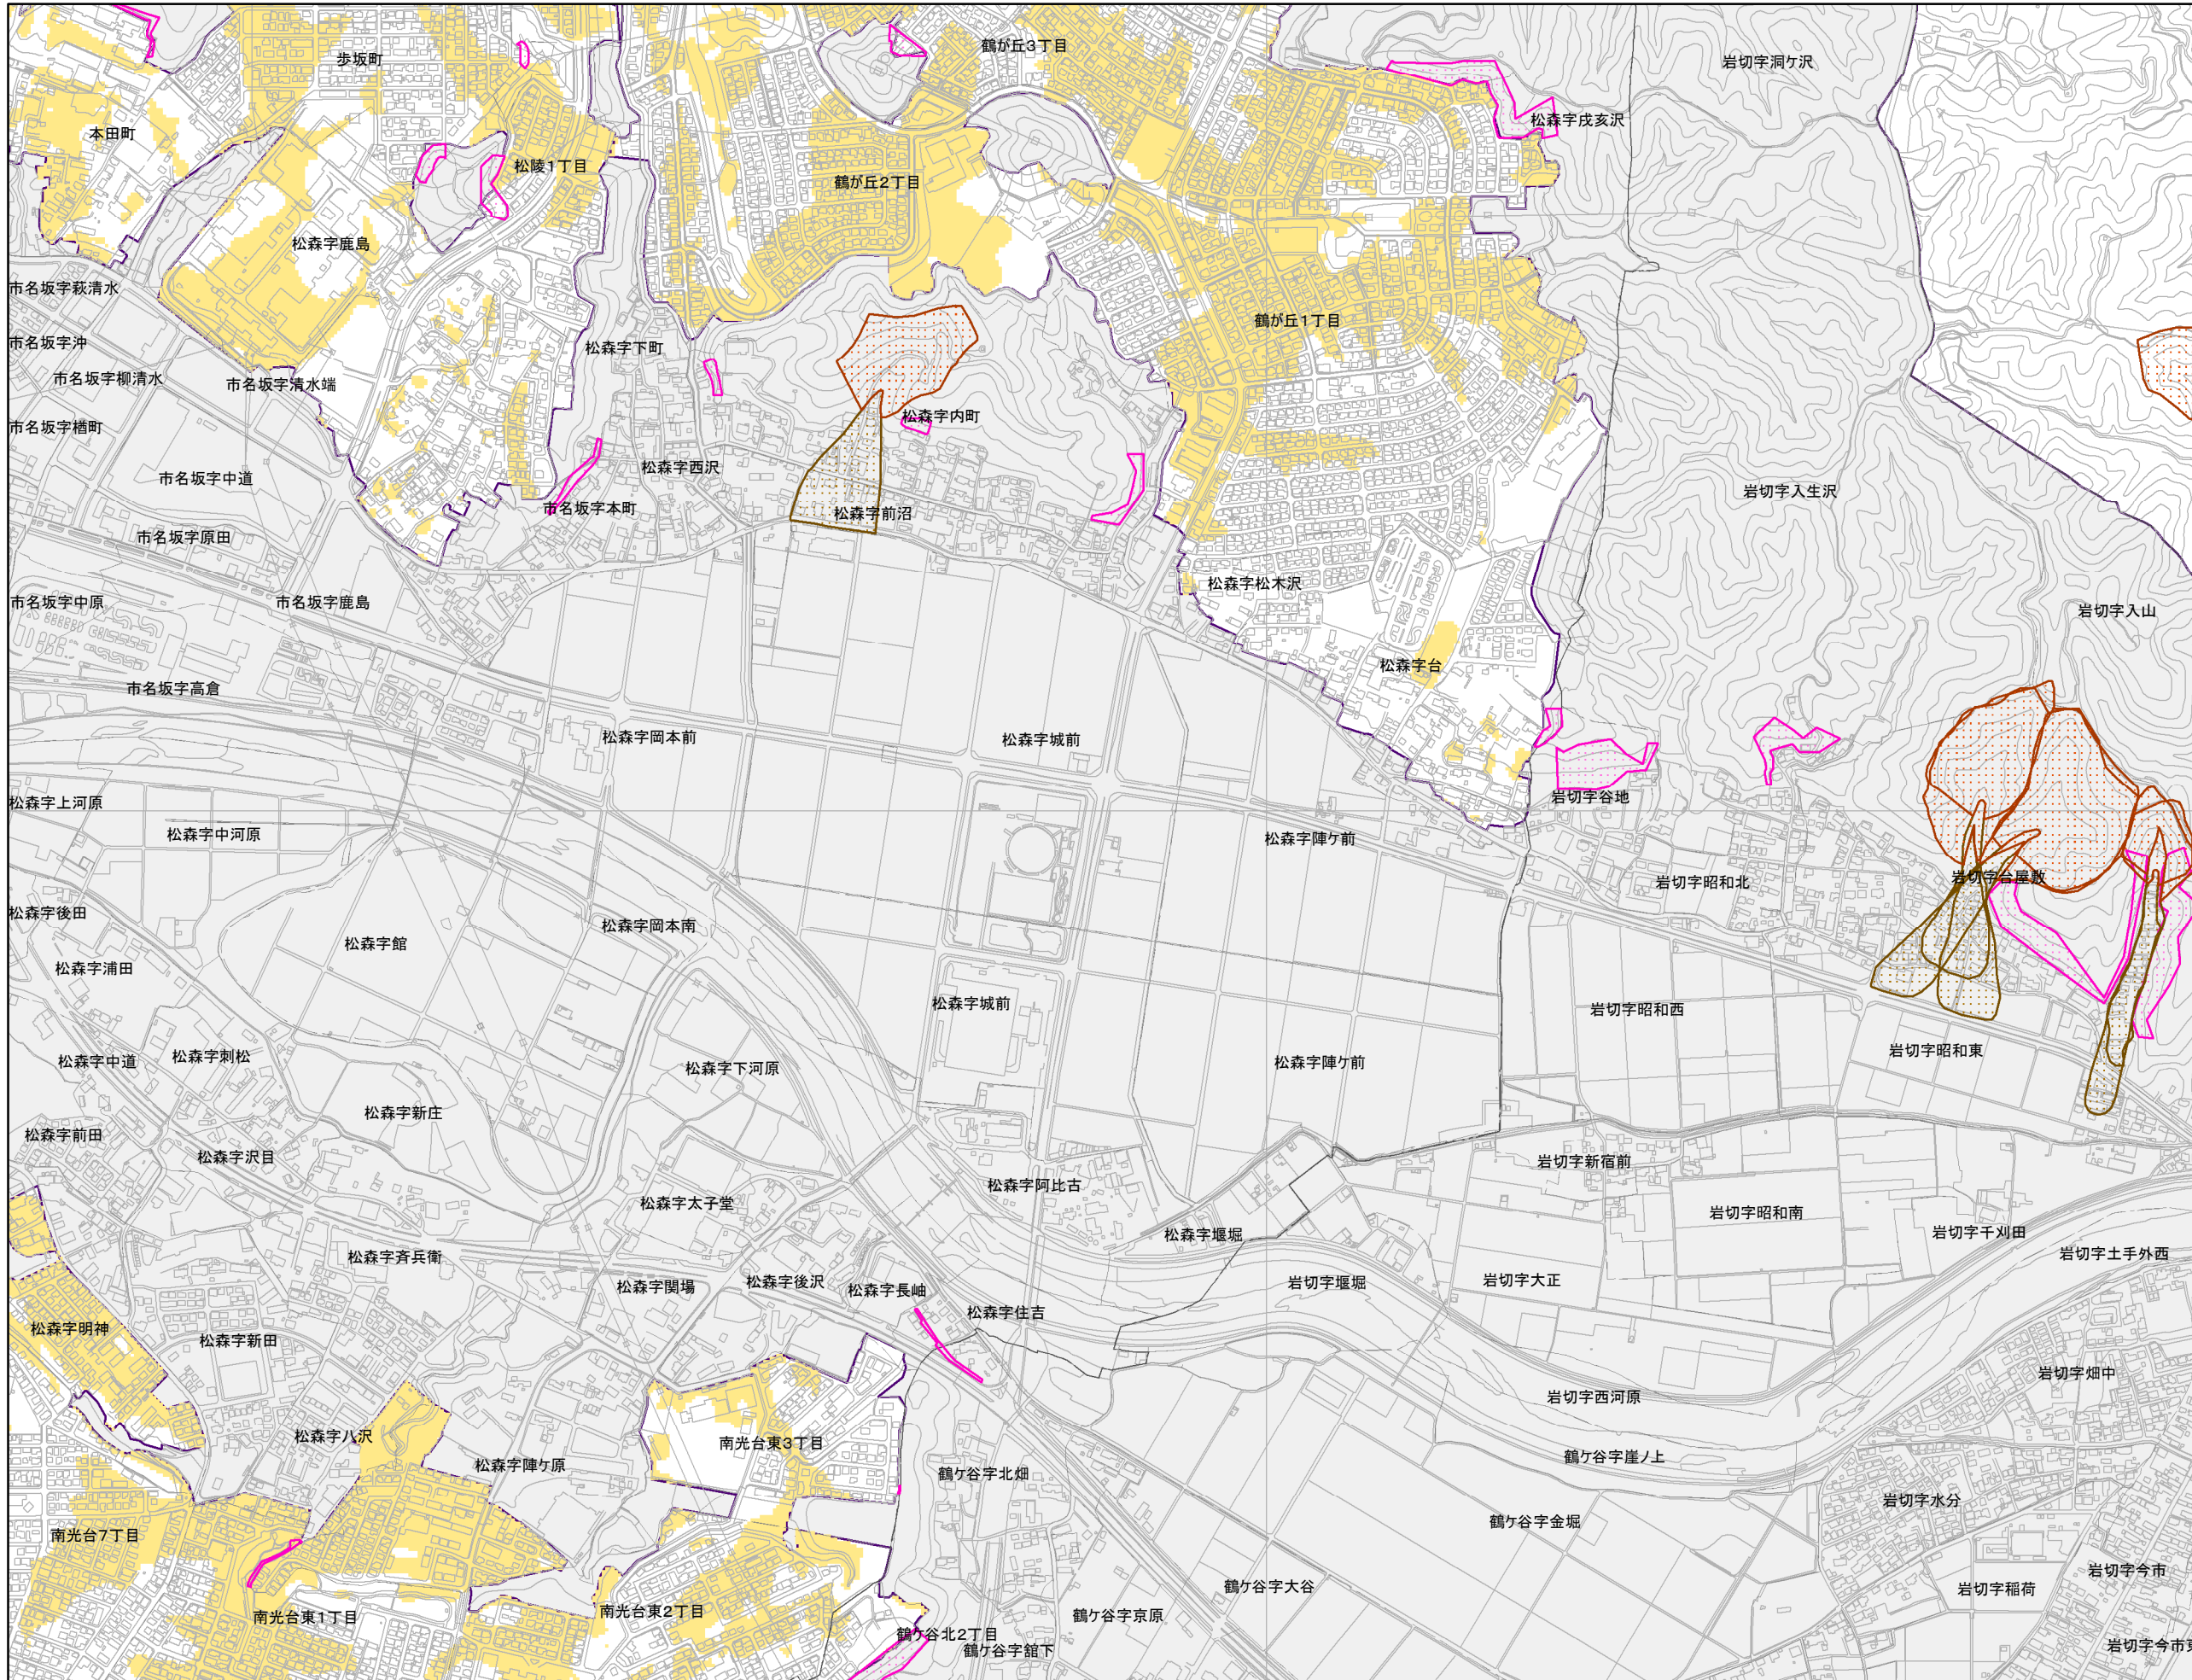 鶴が丘3丁目
歩坂町
岩切字洞ケ沢
松森字戌亥沢
本田町
松陵1丁目
鶴が丘2丁目
松森字鹿島
市名坂字萩清水
鶴が丘1丁目
市名坂字沖
松森字下町
市名坂字柳清水
市名坂字清水端
松森字内町
市名坂字楢町
松森字西沢
市名坂字中道
岩切字入生沢
市名坂字本町
松森字前沼
市名坂字原田
松森字松木沢
市名坂字中原
市名坂字鹿島
岩切字入山
松森字台
市名坂字高倉
松森字岡本前
松森字城前
岩切字谷地
松森字上河原
松森字中河原
松森字陣ケ前
岩切字台屋敷
岩切字昭和北
松森字後田
松森字岡本南
松森字館
松森字浦田
松森字城前
岩切字昭和西
岩切字昭和東
松森字刺松
松森字中道
松森字下河原
松森字陣ケ前
松森字新庄
松森字前田
松森字沢目
岩切字新宿前
松森字阿比古
松森字太子堂
岩切字昭和南
松森字堰堀
岩切字千刈田
岩切字土手外西
松森字斉兵衛
松森字関場
松森字後沢
松森字長岫
岩切字堰堀
岩切字大正
松森字住吉
松森字明神
松森字新田
岩切字畑中
岩切字西河原
松森字八沢
南光台東3丁目
鶴ケ谷字崖ノ上
松森字陣ケ原
鶴ケ谷字北畑
岩切字水分
鶴ケ谷字金堀
南光台7丁目
岩切字今市
鶴ケ谷字大谷
岩切字稲荷
南光台東1丁目
南光台東2丁目
鶴ケ谷字京原
鶴ケ谷北2丁目
鶴ケ谷字舘下
岩切字今市東